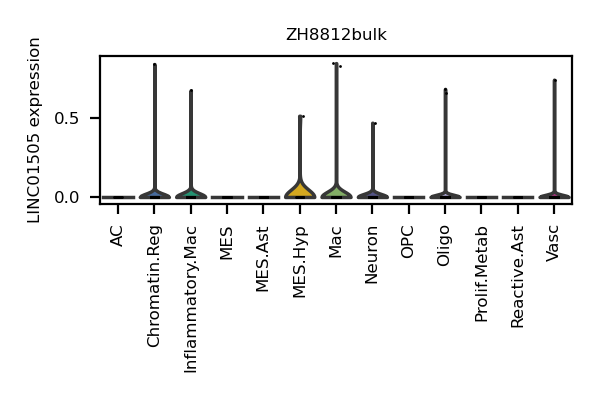 ZH8812bulk
LINC01505 expression
0.5
0.0
AC
Chromatin.Reg
Inflammatory.Mac
MES
MES.Ast
MES.Hyp
Mac
Neuron
OPC
Oligo
Prolif.Metab
Reactive.Ast
Vasc